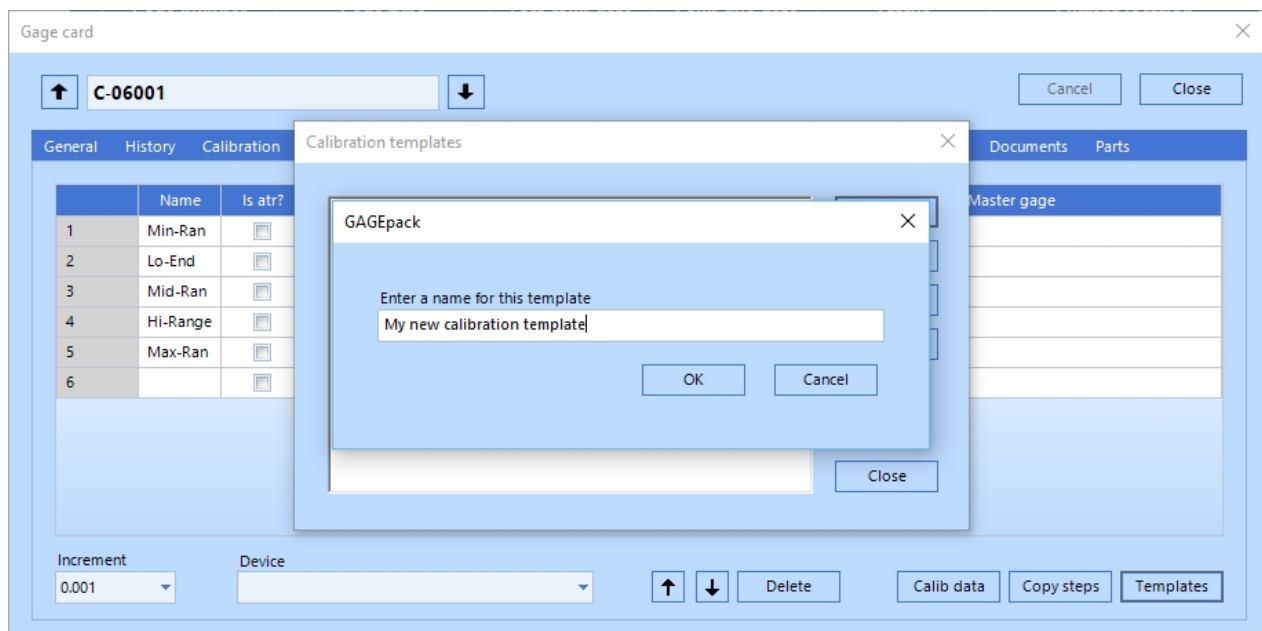 Gage card
C-06001
Cancel
Close
General History Calibration
Documents Parts
Calibration templates
Name Is atr?
Master gage
1 Min-Ran
2 Lo-End
3 Mid-Ran
4 Hi-Range
5 Max-Ran
6
GAGEpack
Enter a name for this template
My new calibration template
OK Cancel
Close
Increment
Device
0.001
Delete
Calib data
Copy steps
Templates